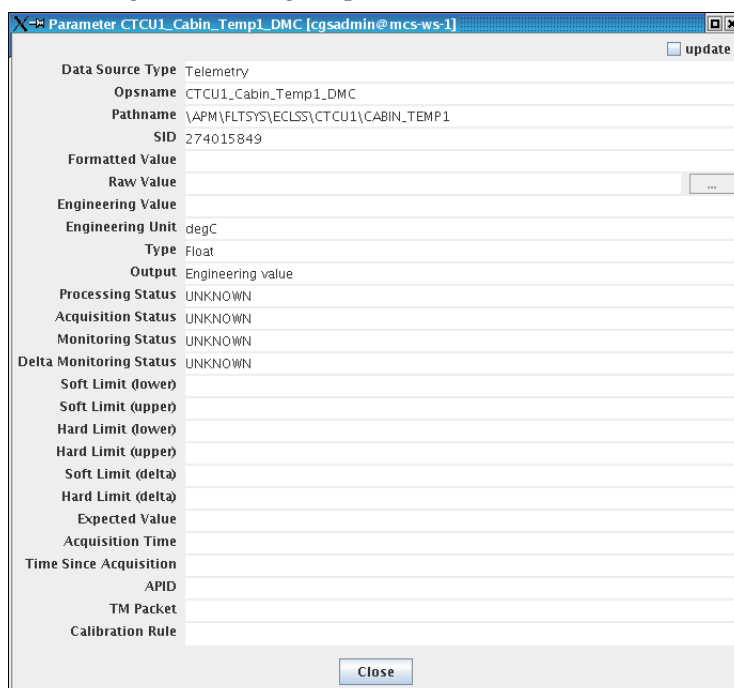 Parameter CTCU1_Cabin_Temp1_DMC [cgsadmin@mcs-ws-1]
update
Data Source Type Telemetry
Opsname CTCU1_Cabin_Temp1_DMC
Pathname \APM\FLTSYS\ECLSS\CTCU1\CABIN_TEMP1
SID 274015849
Formatted Value
Raw Value ...
Engineering Value
Engineering Unit degC
Type Float
Output Engineering value
Processing Status UNKNOWN
Acquisition Status UNKNOWN
Monitoring Status UNKNOWN
Delta Monitoring Status UNKNOWN
Soft Limit (lower)
Soft Limit (upper)
Hard Limit (lower)
Hard Limit (upper)
Soft Limit (delta)
Hard Limit (delta)
Expected Value
Acquisition Time
Time Since Acquisition
APID
TM Packet
Calibration Rule
Close